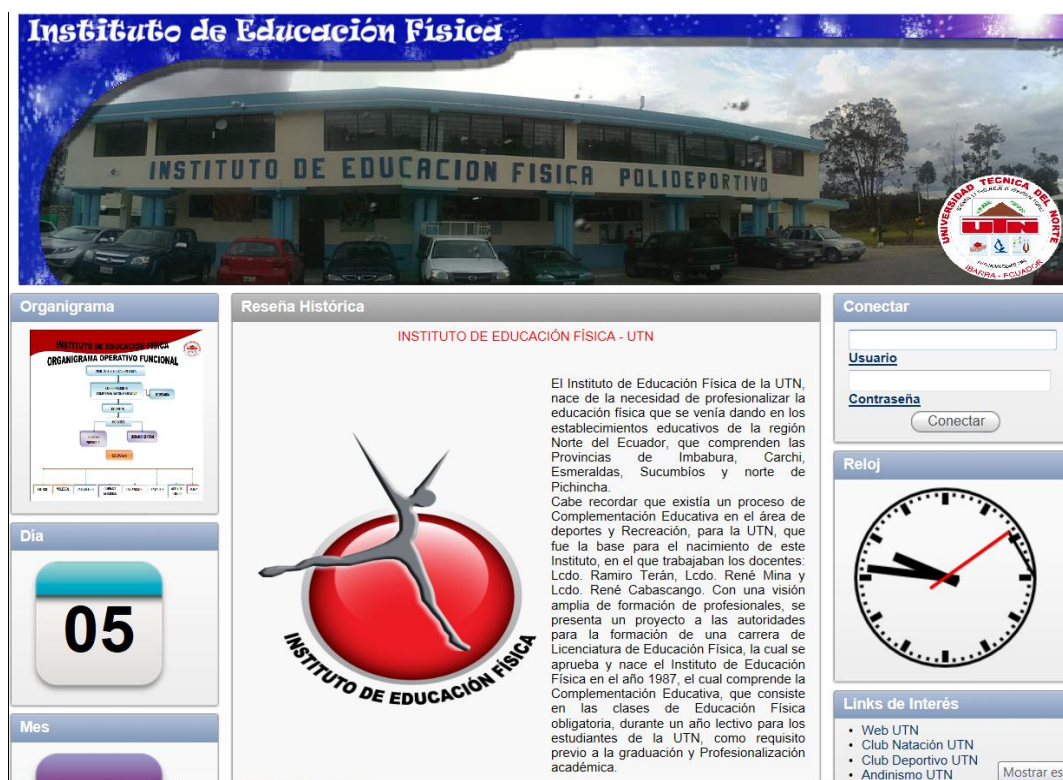 Instituto de Educación Física
INSTITUTO DE EDUCACION FISICA POLIDEPORTIVO
UNIVERSIDAD TECNICA DEL NORTE
UTN
IBARRA - ECUADOR
Organigrama
INSTITUTO DE EDUCACIÓN FÍSICA
ORGANIGRAMA OPERATIVO FUNCIONAL
Día
05
Mes
Reseña Histórica
INSTITUTO DE EDUCACIÓN FÍSICA - UTN
INSTITUTO DE EDUCACIÓN FÍSICA
El Instituto de Educación Física de la UTN,
nace de la necesidad de profesionalizar la
educación física que se venía dando en los
establecimientos educativos de la región
Norte del Ecuador, que comprenden las
Provincias de Imbabura, Carchi,
Esmeraldas, Sucumbíos y norte de
Pichincha.
Cabe recordar que existía un proceso de
Complementación Educativa en el área de
deportes y Recreación, para la UTN, que
fue la base para el nacimiento de este
Instituto, en el que trabajaban los docentes:
Lcdo. Ramiro Terán, Lcdo. René Mina y
Lcdo. René Cabascango. Con una visión
amplia de formación de profesionales, se
presenta un proyecto a las autoridades
para la formación de una carrera de
Licenciatura de Educación Física, la cual se
aprueba y nace el Instituto de Educación
Física en el año 1987, el cual comprende la
Complementación Educativa, que consiste
en las clases de Educación Física
obligatoria, durante un año lectivo para los
estudiantes de la UTN, como requisito
previo a la graduación y Profesionalización
académica.
Conectar
Usuario
Contraseña
Conectar
Reloj
Links de Interés
• Web UTN
• Club Natación UTN
• Club Deportivo UTN
• Andinismo UTN
Mostrar es